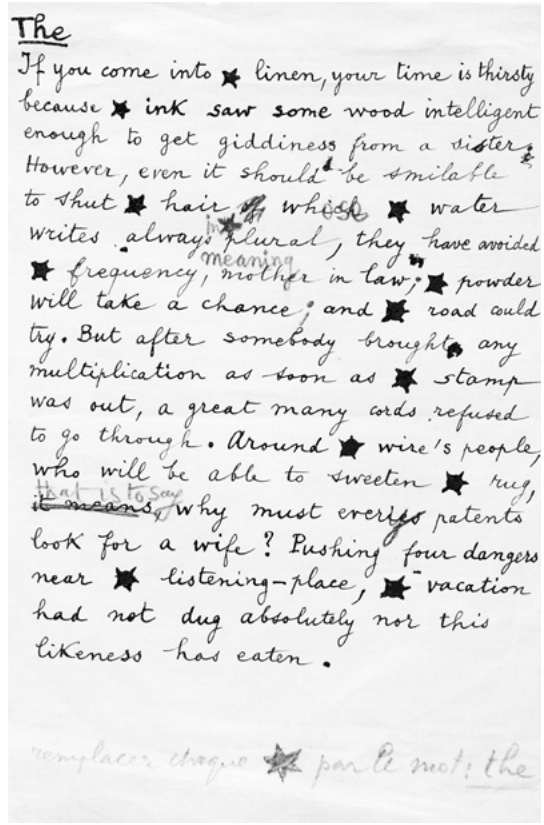 The
If you come into ★ linen, your time is thirsty
because ★ ink saw some wood intelligent
enough to get giddiness from a sister.
However, even it should be smilable
to shut ★ hair whose ★ water
writes always in ★ plural, they have avoided
meaning
★ frequency, mother in law; ★ powder
will take a chance; and ★ road could
try. But after somebody brought any
multiplication as soon as ★ stamp
was out, a great many cords refused
to go through. Around ★ wire's people,
who will be able to sweeten ★ rug,
that is to say
it means, why must every patents
look for a wife? Pushing four dangers
near ★ listening-place, ★ vacation
had not dug absolutely nor this
likeness has eaten.
remplacer chaque ★ par le mot: the